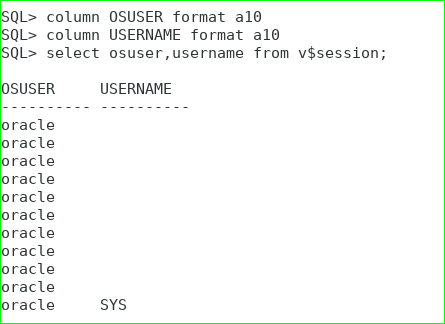 SQL> column OSUSER format a10
SQL> column USERNAME format a10
SQL> select osuser,username from v$session;
OSUSER     USERNAME
---------- ----------
oracle
oracle
oracle
oracle
oracle
oracle
oracle
oracle
oracle
oracle
oracle     SYS